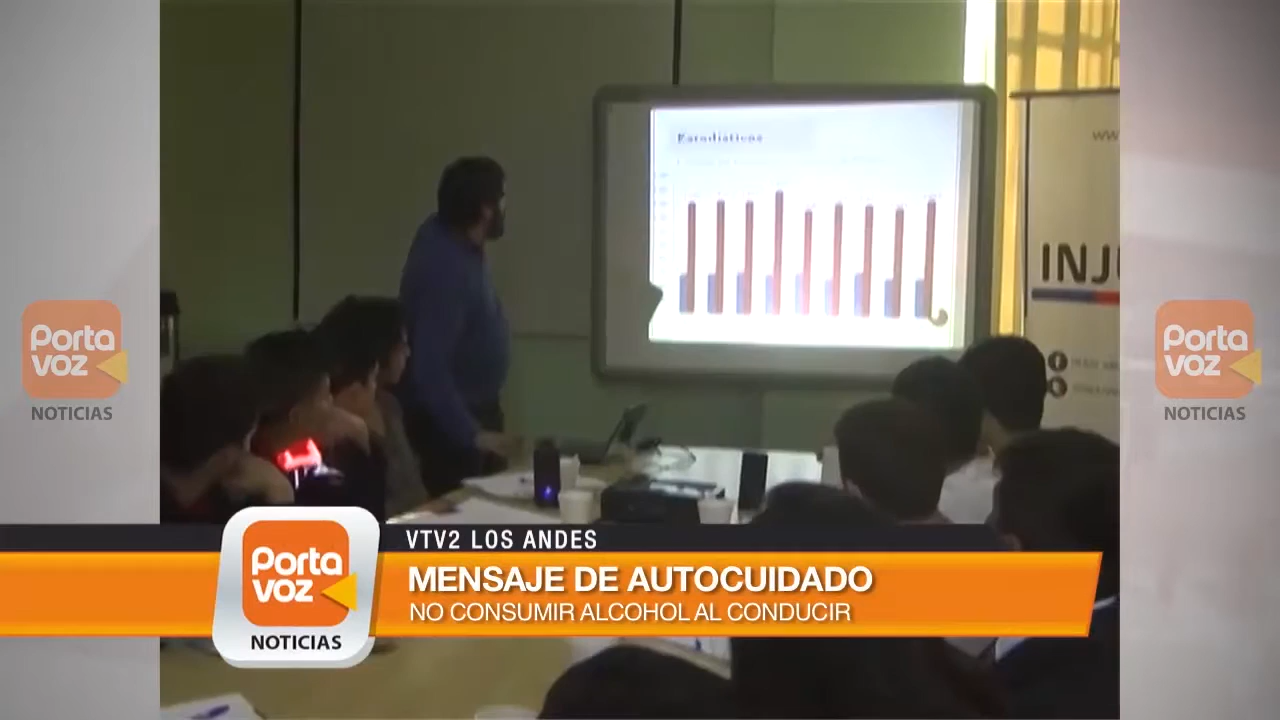 Estadísticas
INJ
Porta
voz
NOTICIAS
Porta
voz
NOTICIAS
VTV2 LOS ANDES
MENSAJE DE AUTOCUIDADO
NO CONSUMIR ALCOHOL AL CONDUCIR
Porta
voz
NOTICIAS